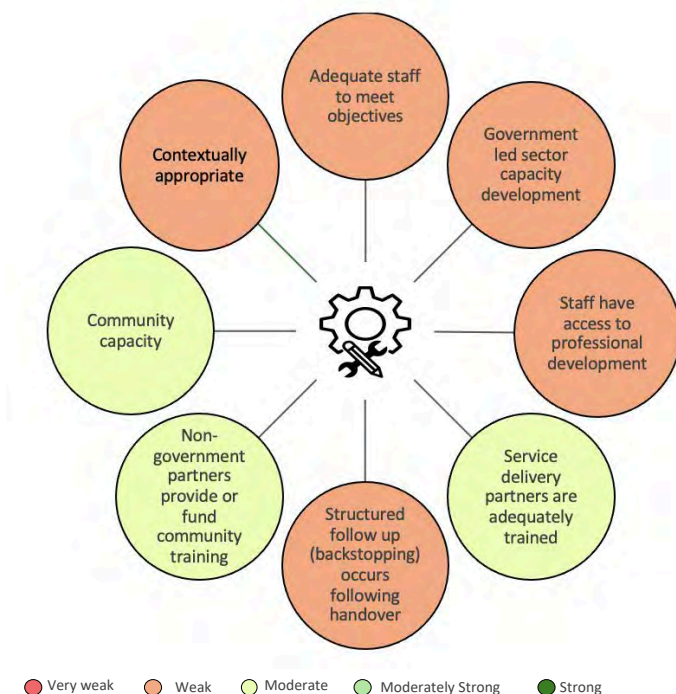 Adequate staff
to meet
objectives
Government
led sector
capacity
development
Staff have
access to
professional
development
Service
delivery
partners are
adequately
trained
Structured
follow up
(backstopping)
occurs
following
handover
Non-
government
partners
provide or
fund
community
training
Community
capacity
Contextually
appropriate
Very weak
Weak
Moderate
Moderately Strong
Strong